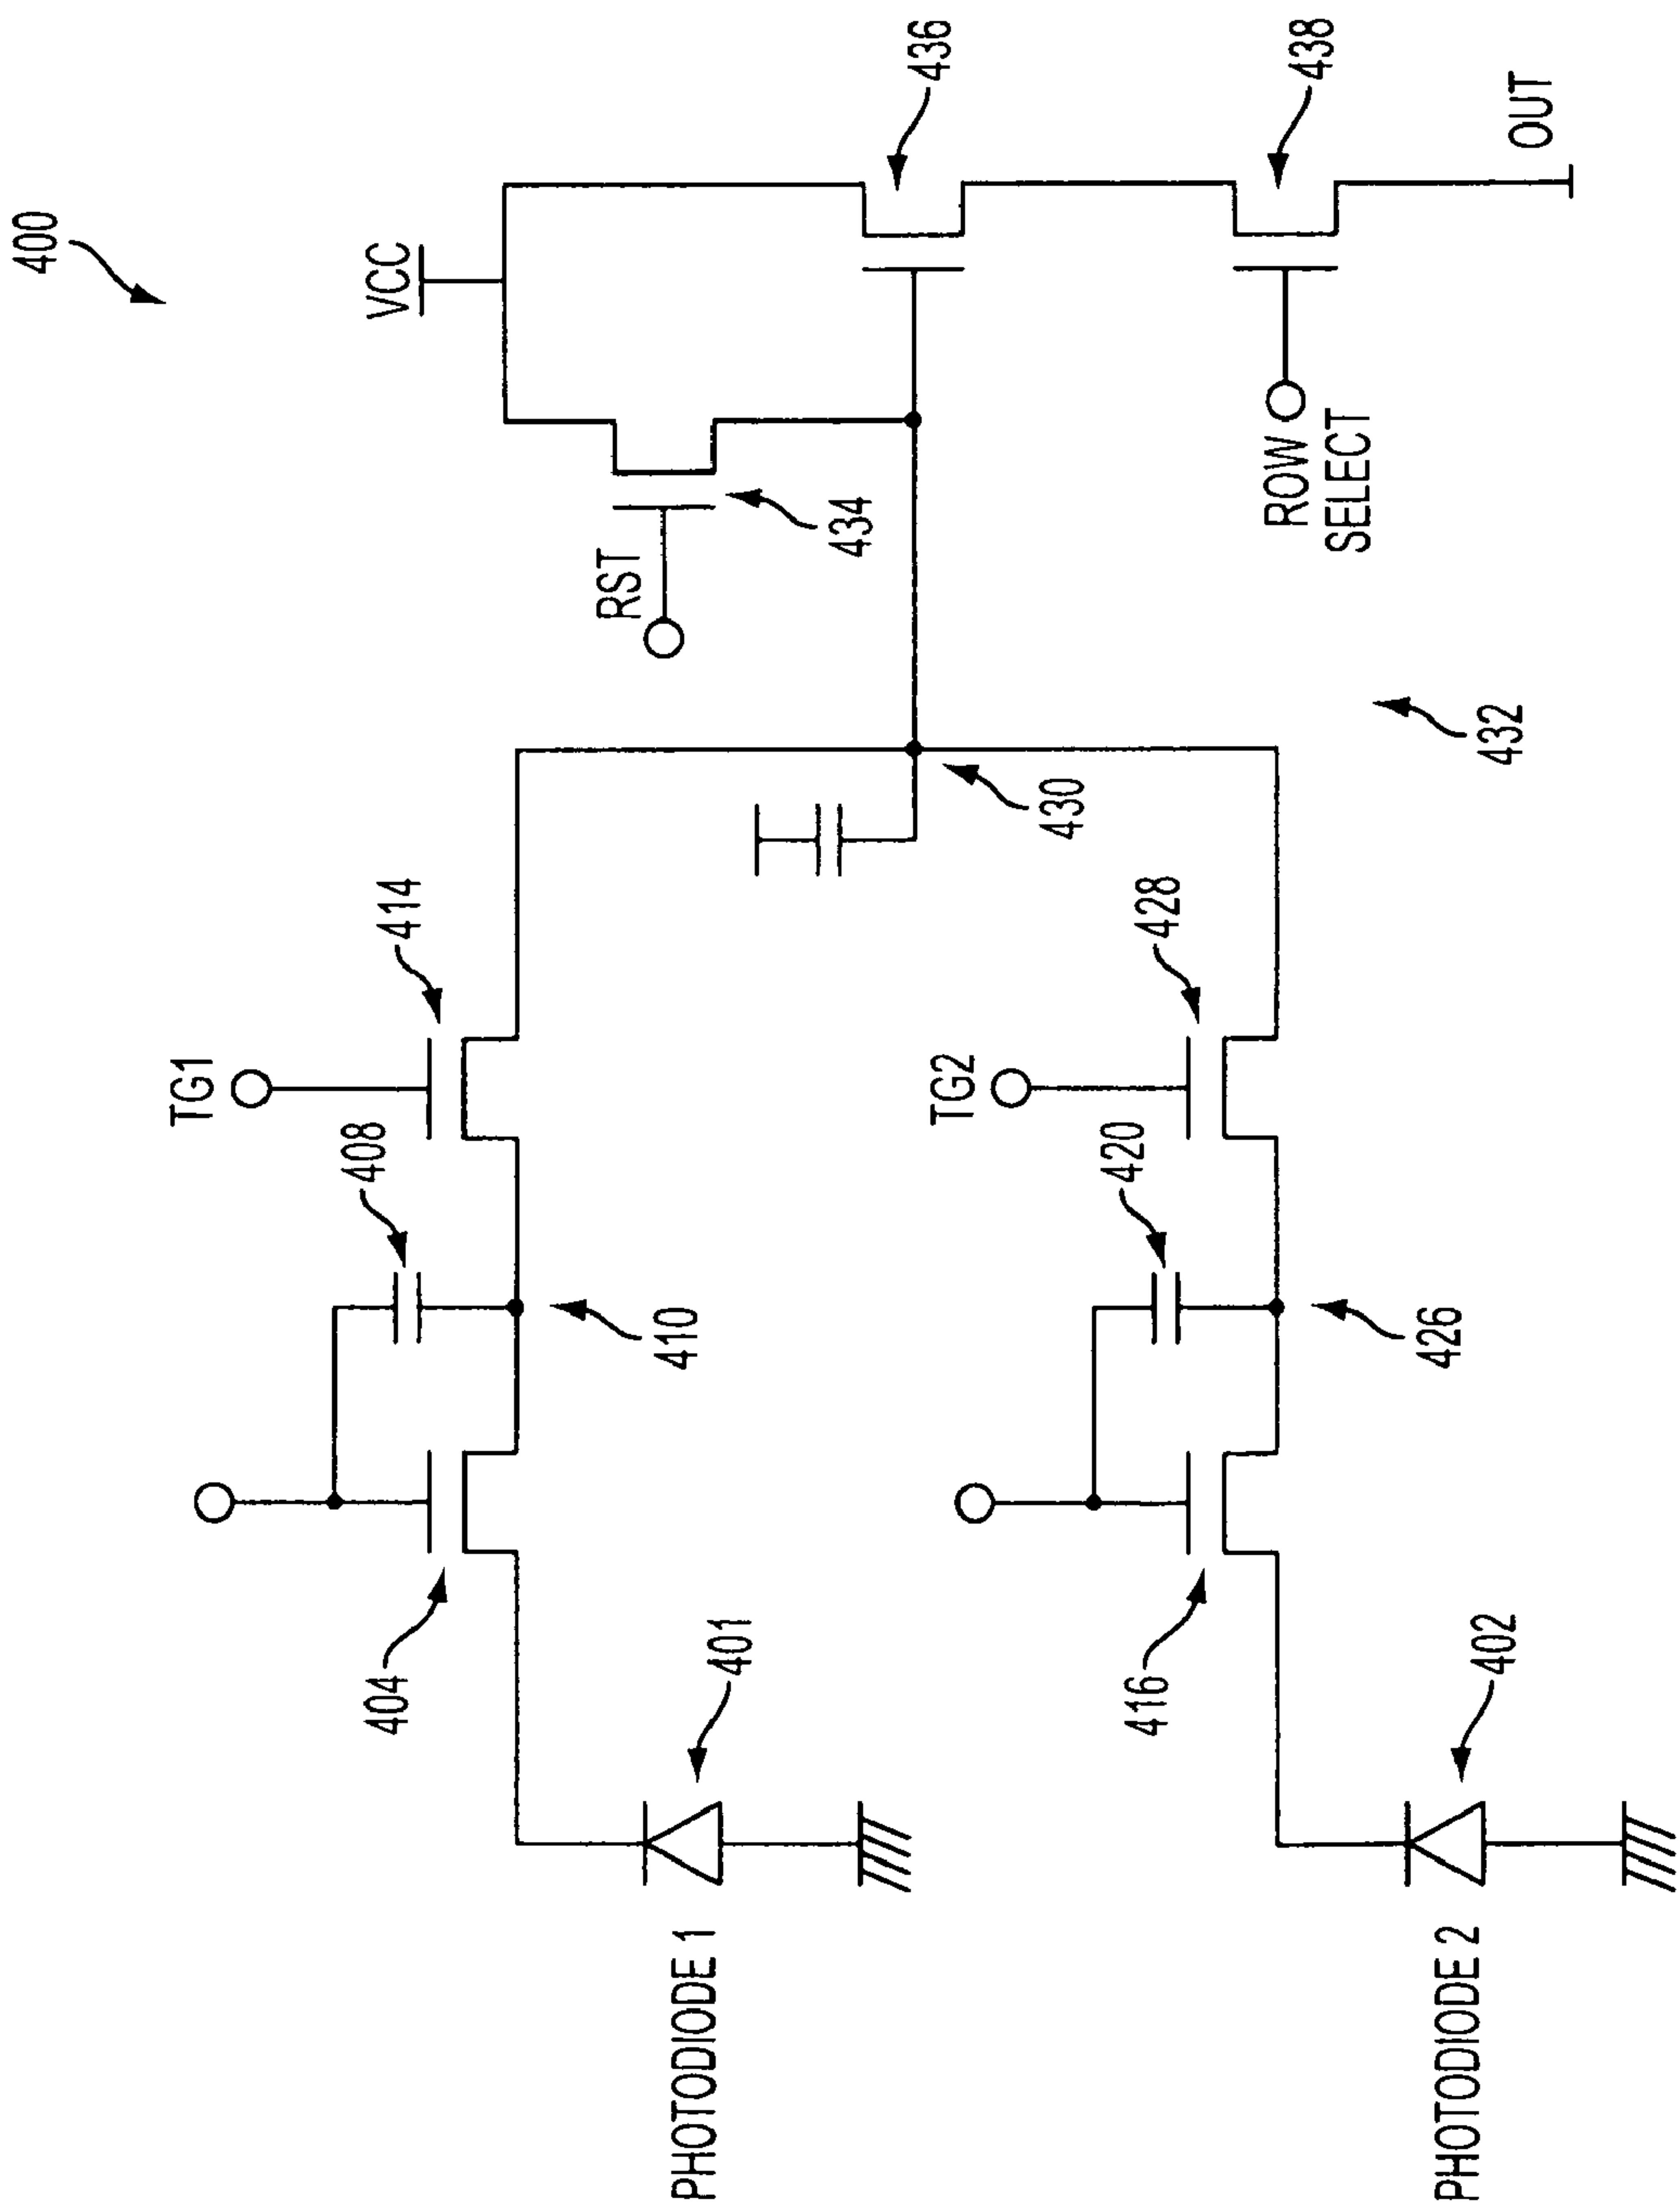 400
TG1
408
404
414
VCC
RST
410
PHOTODIODE 1
401
434
436
TG2
430
420
416
428
ROW
SELECT
438
426
PHOTODIODE 2
402
432
OUT